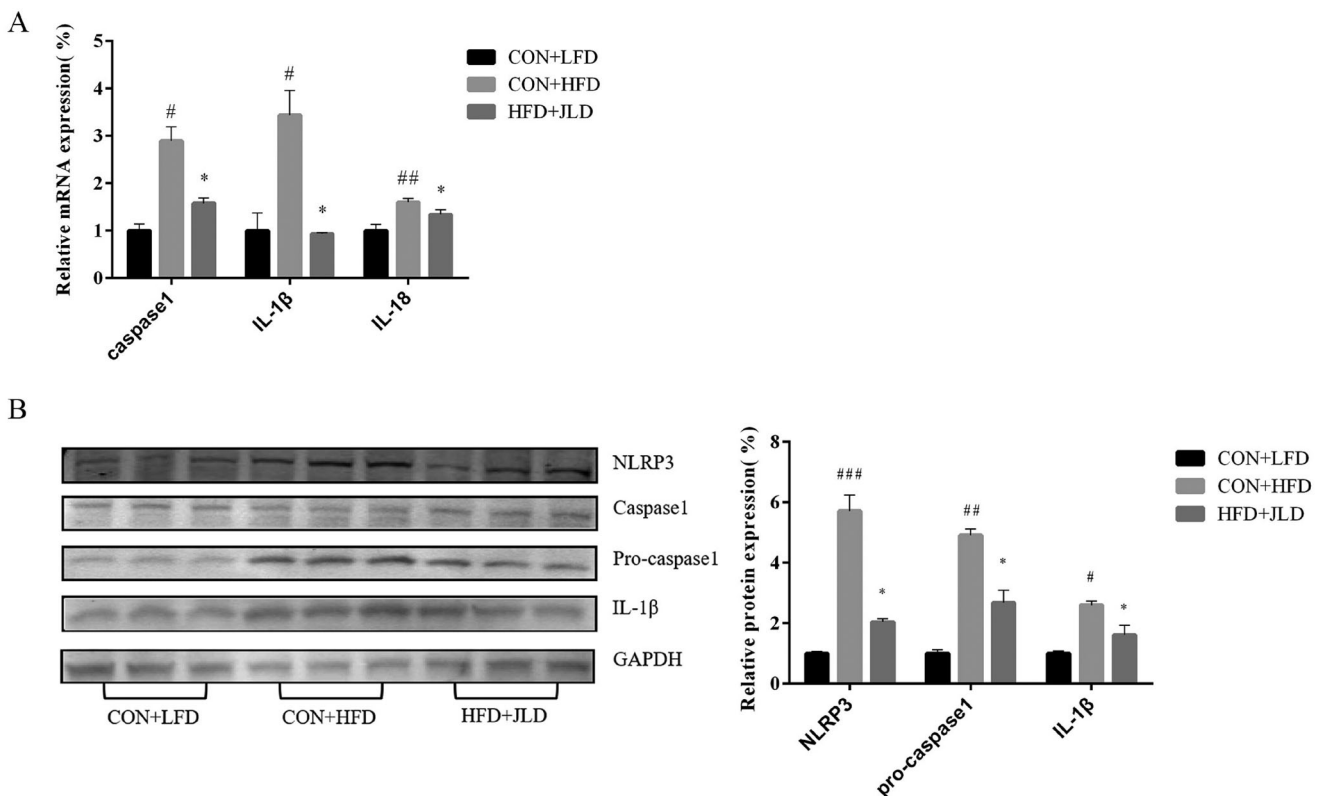 A
Relative mRNA expression( %)
5
4
3
2
1
0
#
*
#
*
##
*
caspase1
IL-1β
IL-18
CON+LFD
CON+HFD
HFD+JLD
B
NLRP3
Caspase1
Pro-caspase1
IL-1β
GAPDH
CON+LFD
CON+HFD
HFD+JLD
Relative protein expression( %)
8
6
4
2
0
###
*
##
*
#
*
NLRP3
pro-caspase1
IL-1β
CON+LFD
CON+HFD
HFD+JLD